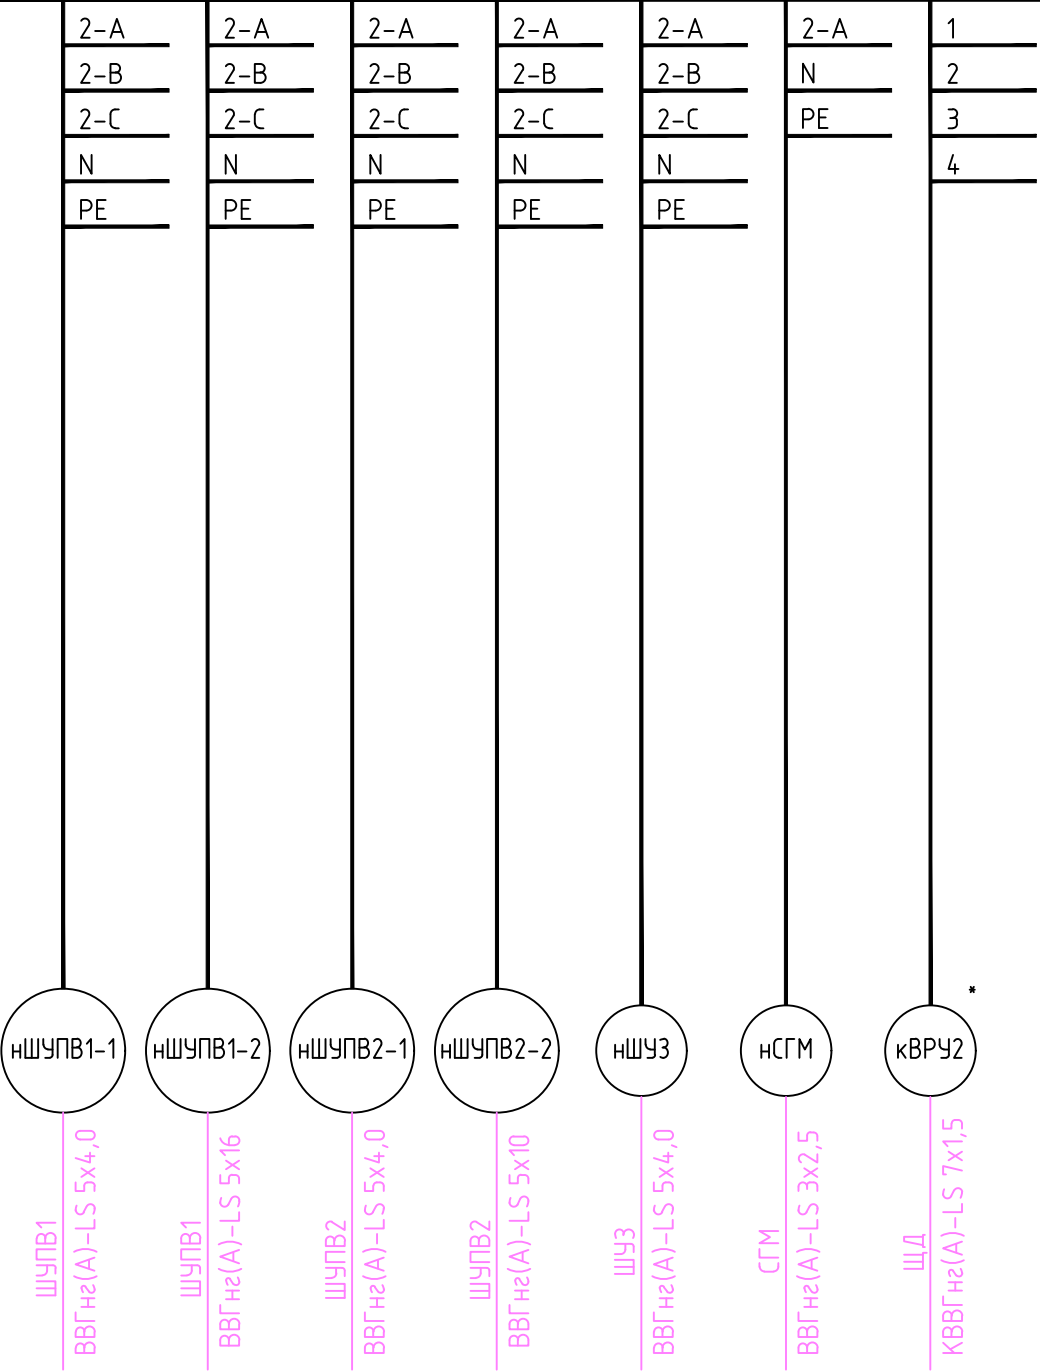 2-A 2-A 2-A 2-A 2-A 2-A 1
2-B 2-B 2-B 2-B 2-B N 2
2-C 2-C 2-C 2-C 2-C PE 3
N N N N N 4
PE PE PE PE PE
*
нШУПВ1-1 нШУПВ1-2 нШУПВ2-1 нШУПВ2-2 нШУЗ нСГМ кВРУ2
ШУПВ1
ВВГнг(А)-LS 5x4,0
ШУПВ1
ВВГнг(А)-LS 5x16
ШУПВ2
ВВГнг(А)-LS 5x4,0
ШУПВ2
ВВГнг(А)-LS 5x10
ШУЗ
ВВГнг(А)-LS 5x4,0
СГМ
ВВГнг(А)-LS 3x2,5
ЩД
КВВГнг(А)-LS 7x1,5